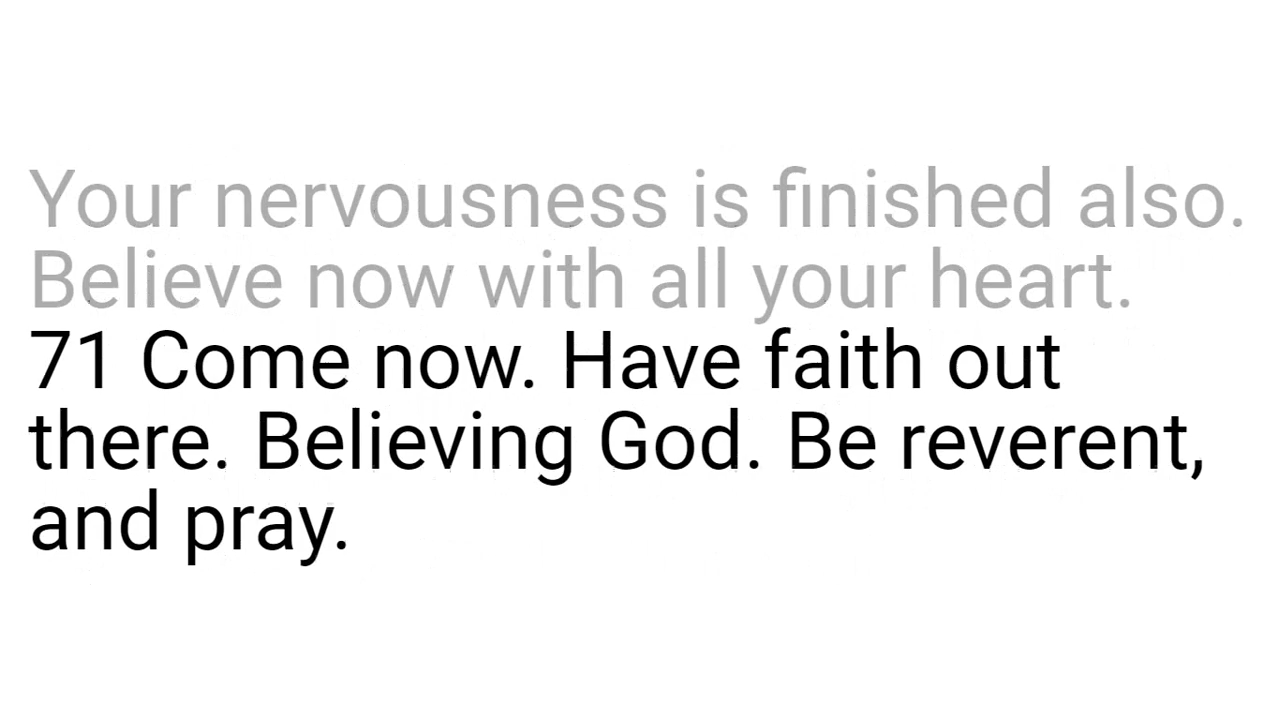 Your nervousness is finished also.
Believe now with all your heart.
71 Come now. Have faith out
there. Believing God. Be reverent,
and pray.